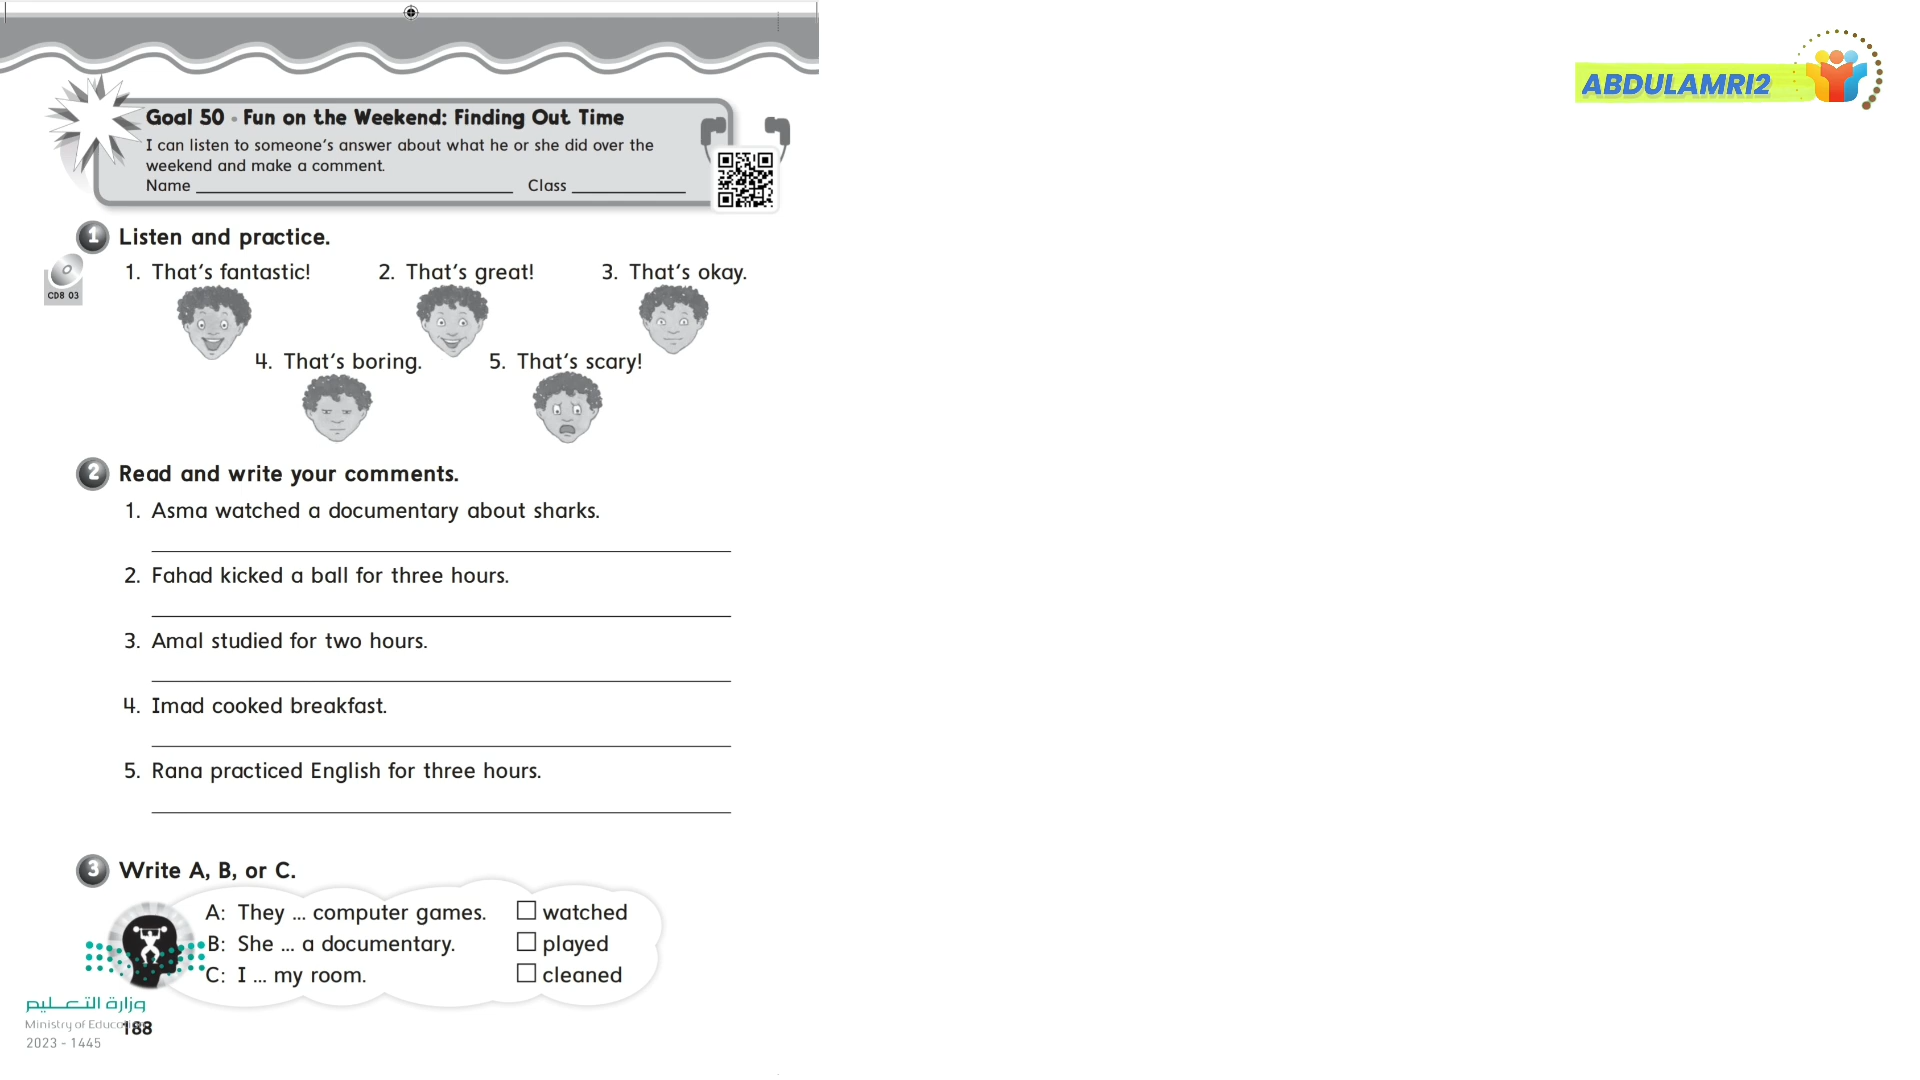 ABDULAMRI2
Goal 50 • Fun on the Weekend: Finding Out Time
I can listen to someone's answer about what he or she did over the
weekend and make a comment.
Name Class
1 Listen and practice.
CD8 03
1. That's fantastic! 2. That's great! 3. That's okay.
4. That's boring. 5. That's scary!
2 Read and write your comments.
1. Asma watched a documentary about sharks.
2. Fahad kicked a ball for three hours.
3. Amal studied for two hours.
4. Imad cooked breakfast.
5. Rana practiced English for three hours.
3 Write A, B, or C.
A: They ... computer games. watched
B: She ... a documentary. played
C: I ... my room. cleaned
وزارة التعليم
Ministry of Education
188
2023 - 1445